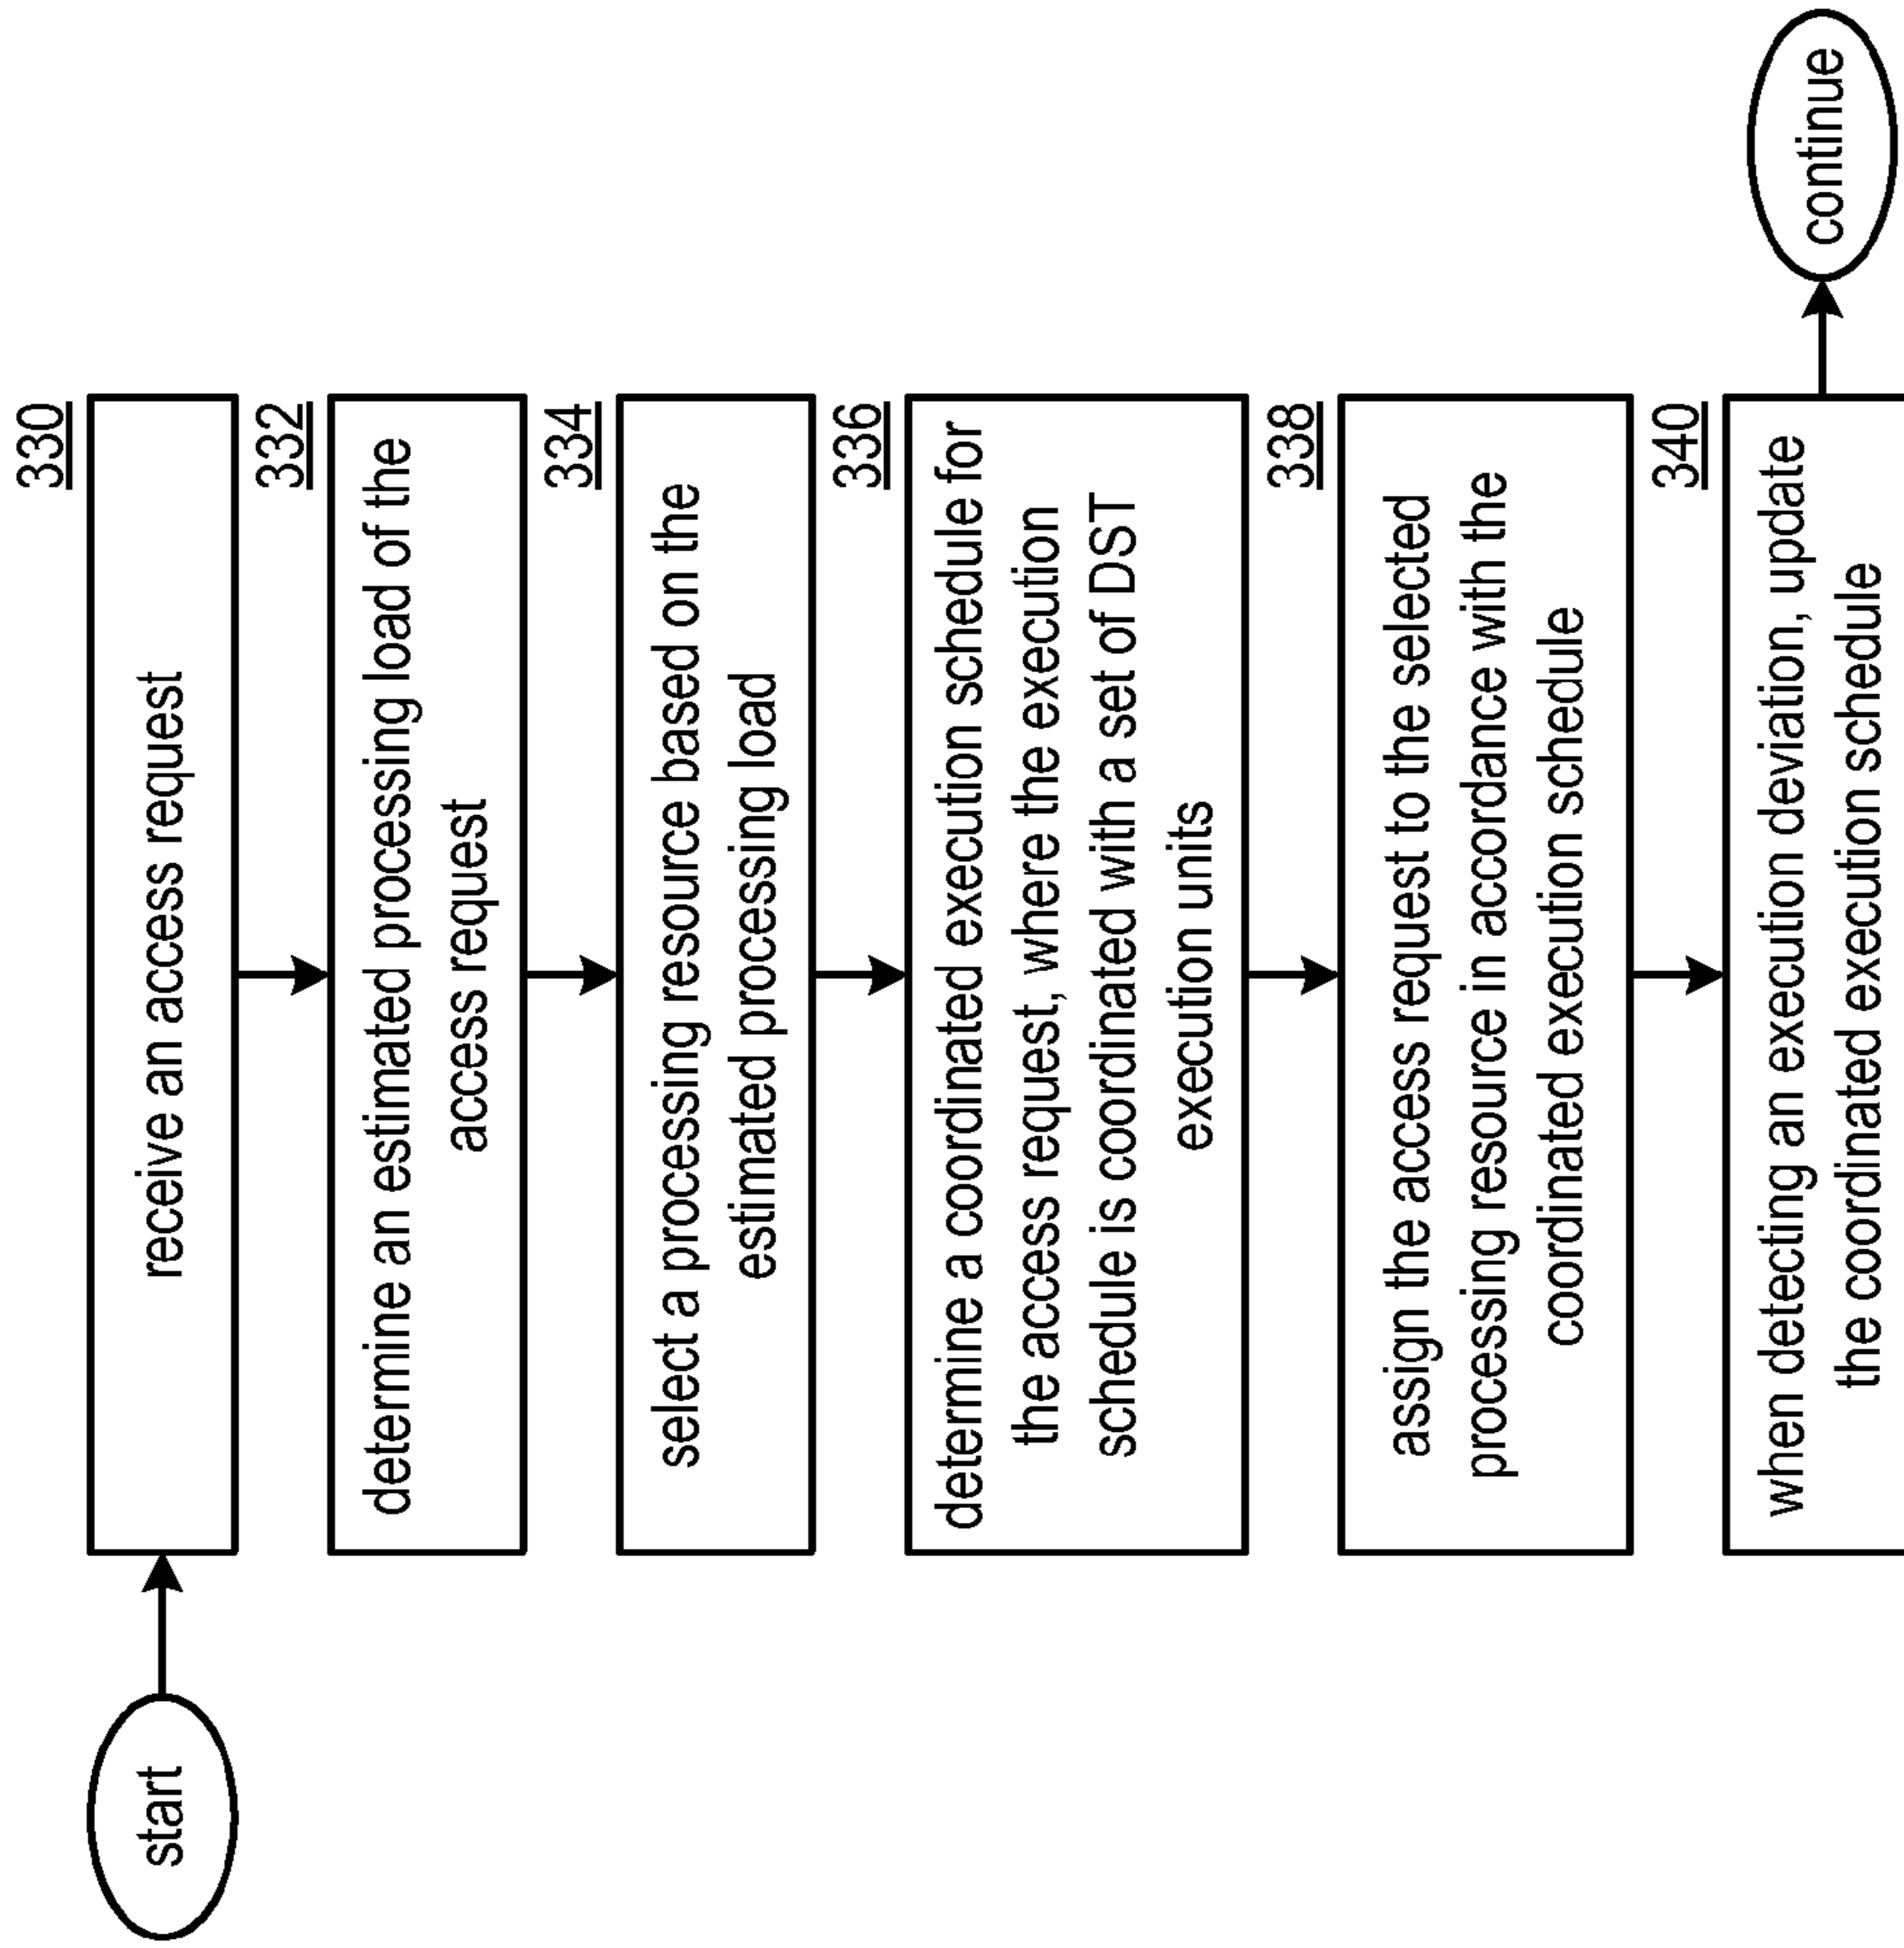 start
330
receive an access request
332
determine an estimated processing load of the
access request
334
select a processing resource based on the
estimated processing load
336
determine a coordinated execution schedule for
the access request, where the execution
schedule is coordinated with a set of DST
execution units
338
assign the access request to the selected
processing resource in accordance with the
coordinated execution schedule
340
when detecting an execution deviation, update
the coordinated execution schedule
continue